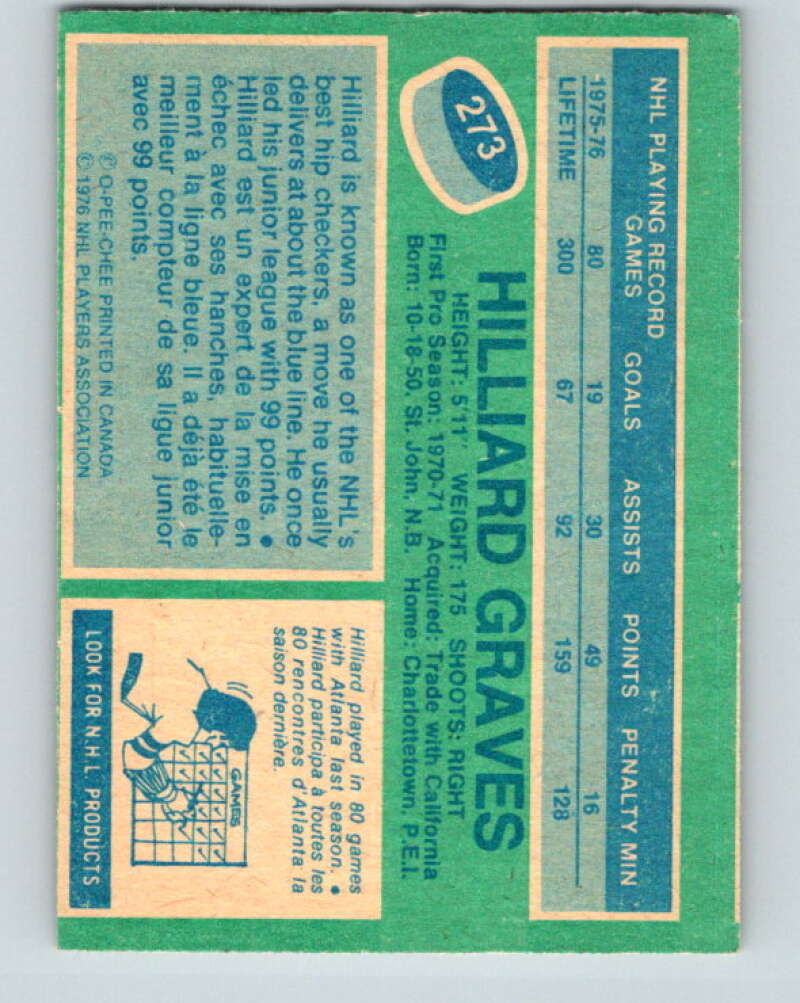 NHL PLAYING RECORD
GAMES GOALS ASSISTS POINTS PENALTY MIN
1975-76 80 19 30 49 16
LIFETIME 300 67 92 159 128
273
HILLIARD GRAVES
HEIGHT: 5'11" WEIGHT: 175 SHOOTS: RIGHT
First Pro Season: 1970-71 Acquired: Trade with California
Born: 10-18-50, St. John, N.B. Home: Charlottetown, P.E.I.
Hilliard is known as one of the NHL's
best hip checkers, a move he usually
delivers at about the blue line. He once
led his junior league with 99 points. •
Hilliard est un expert de la mise en
échec avec ses hanches, habituelle-
ment à la ligne bleue. Il a déjà été le
meilleur compteur de sa ligue junior
avec 99 points.
© O-PEE-CHEE PRINTED IN CANADA
© 1976 NHL PLAYERS ASSOCIATION
Hilliard played in 80 games
with Atlanta last season. •
Hilliard participa à toutes les
80 rencontres d'Atlanta la
saison dernière.
GAMES
LOOK FOR N.H.L. PRODUCTS